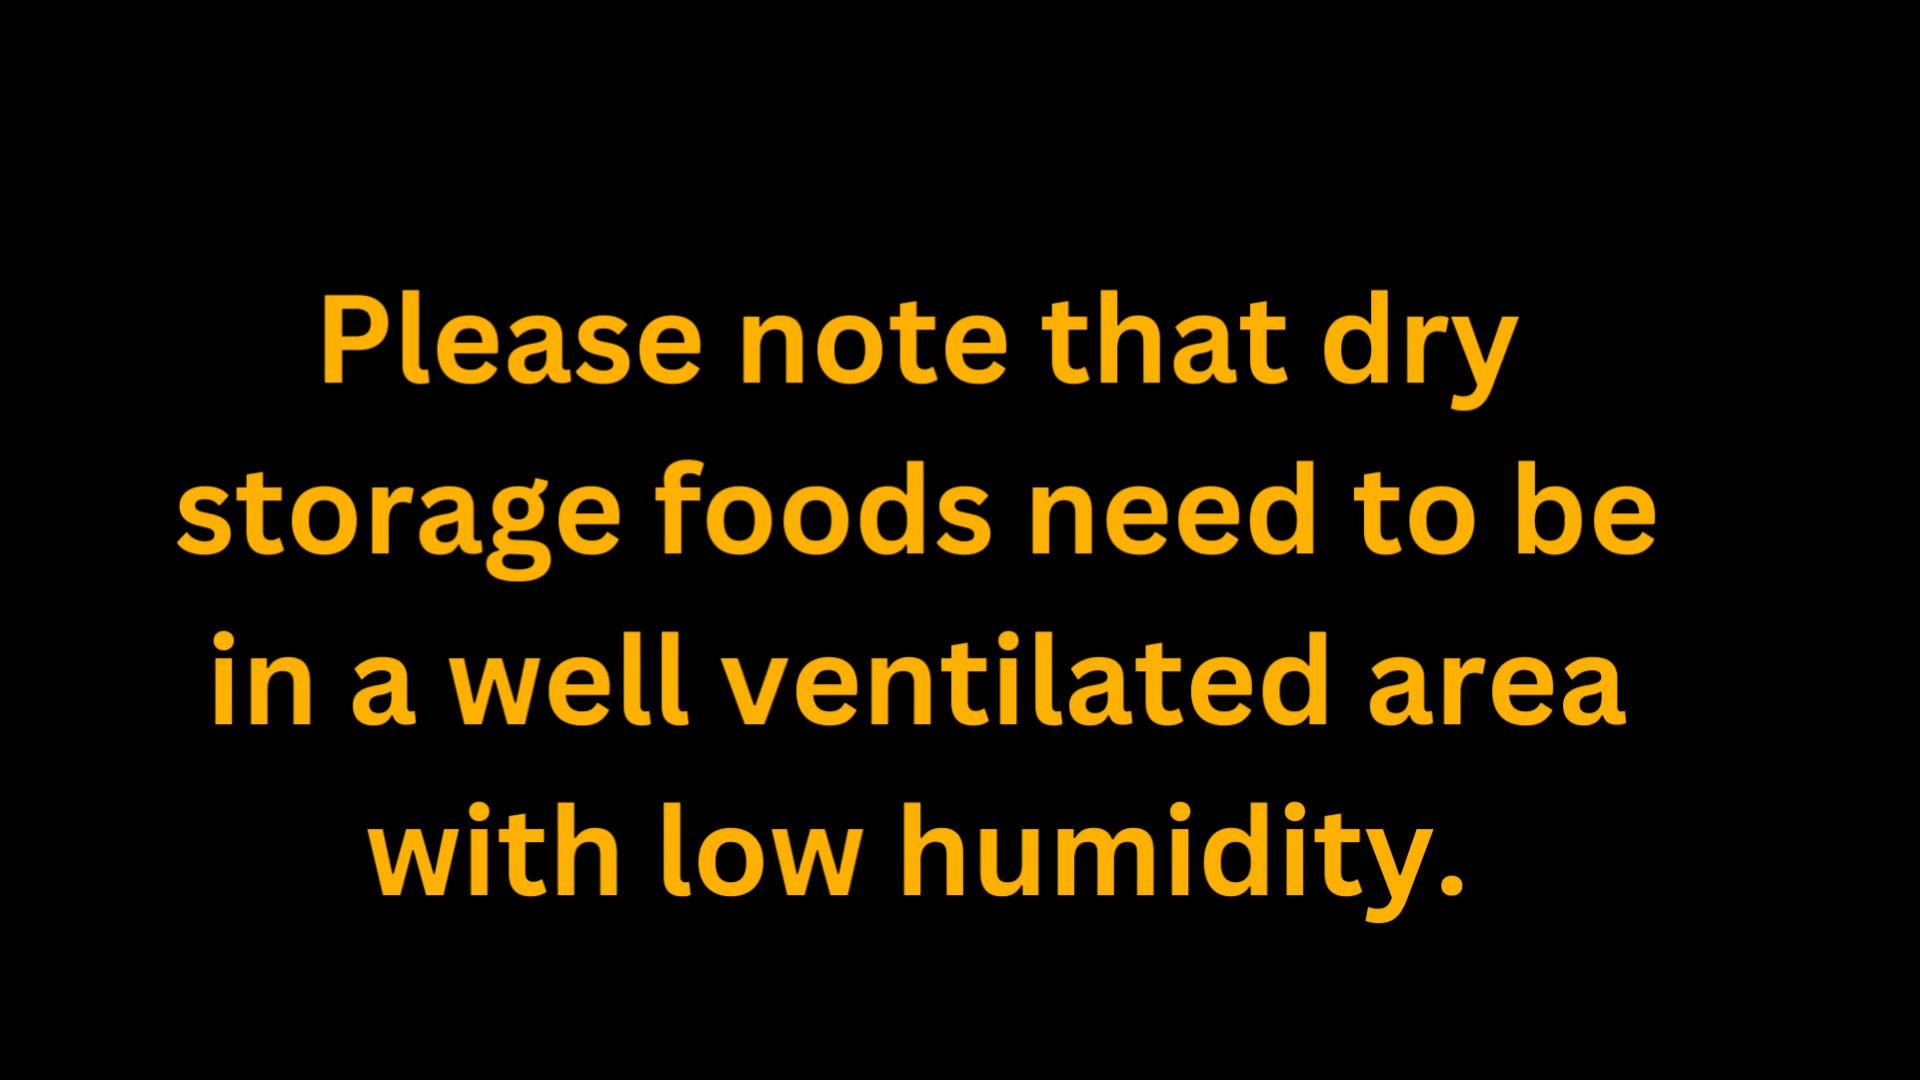 Please note that dry
storage foods need to be
in a well ventilated area
with low humidity.